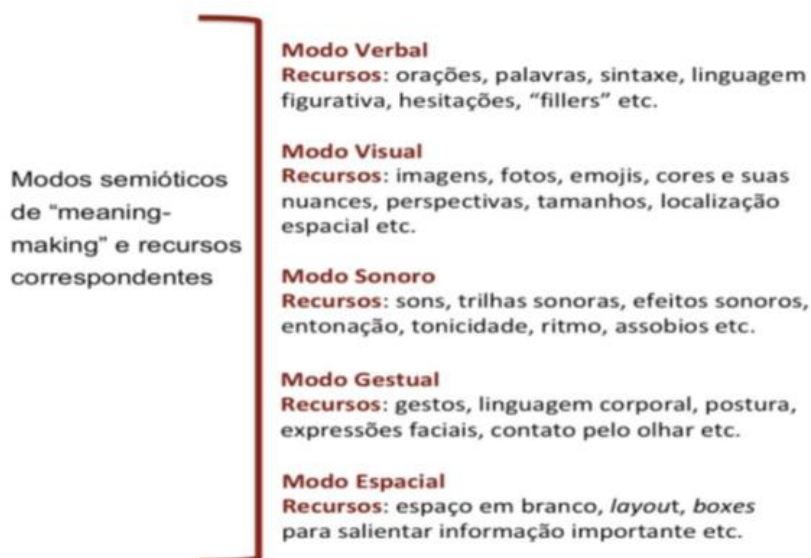 Modos semióticos
de “meaning-
making” e recursos
correspondentes
Modo Verbal
Recursos: orações, palavras, sintaxe, linguagem
figurativa, hesitações, “fillers” etc.
Modo Visual
Recursos: imagens, fotos, emojis, cores e suas
nuances, perspectivas, tamanhos, localização
espacial etc.
Modo Sonoro
Recursos: sons, trilhas sonoras, efeitos sonoros,
entonação, tonicidade, ritmo, assobios etc.
Modo Gestual
Recursos: gestos, linguagem corporal, postura,
expressões faciais, contato pelo olhar etc.
Modo Espacial
Recursos: espaço em branco, layout, boxes
para salientar informação importante etc.